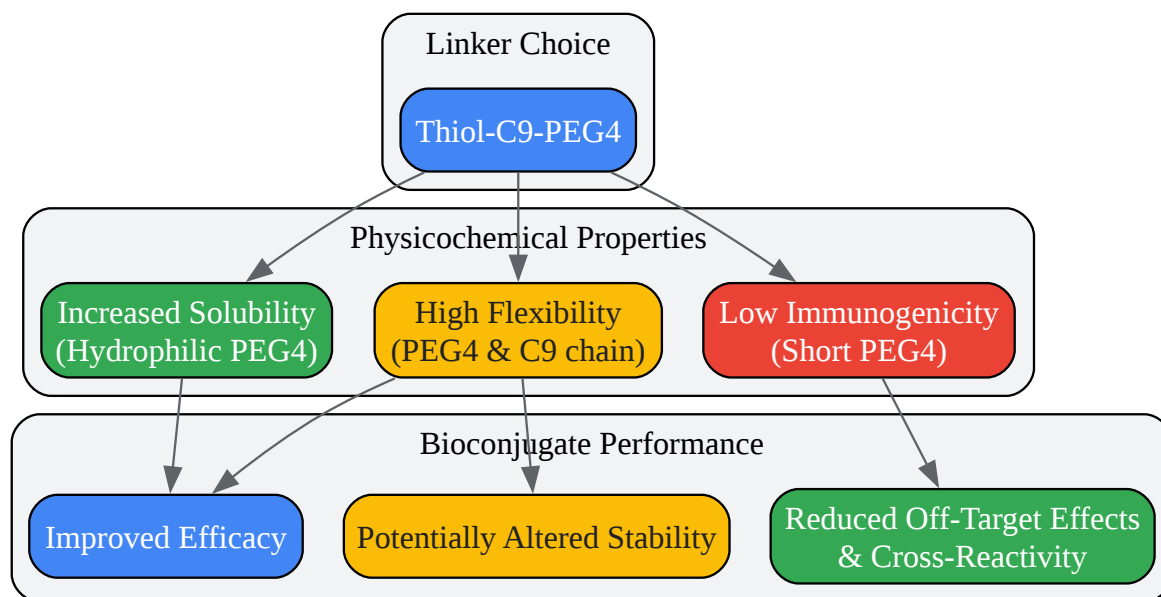 Linker Choice
Thiol-C9-PEG4
Physicochemical Properties
Increased Solubility
(Hydrophilic PEG4)
High Flexibility
(PEG4 & C9 chain)
Low Immunogenicity
(Short PEG4)
Bioconjugate Performance
Improved Efficacy
Potentially Altered Stability
Reduced Off-Target Effects
& Cross-Reactivity